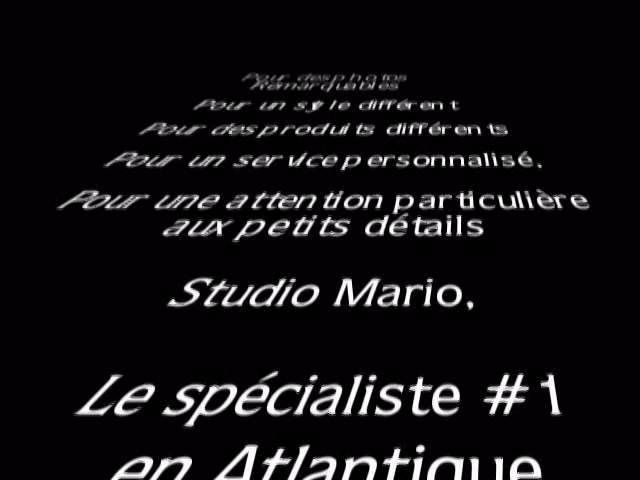 Pour des photos
Remarquables
Pour un style différent
Pour des produits différents
Pour un service personnalisé,
Pour une attention particulière
aux petits détails
Studio Mario,
Le spécialiste #1
en Atlantique